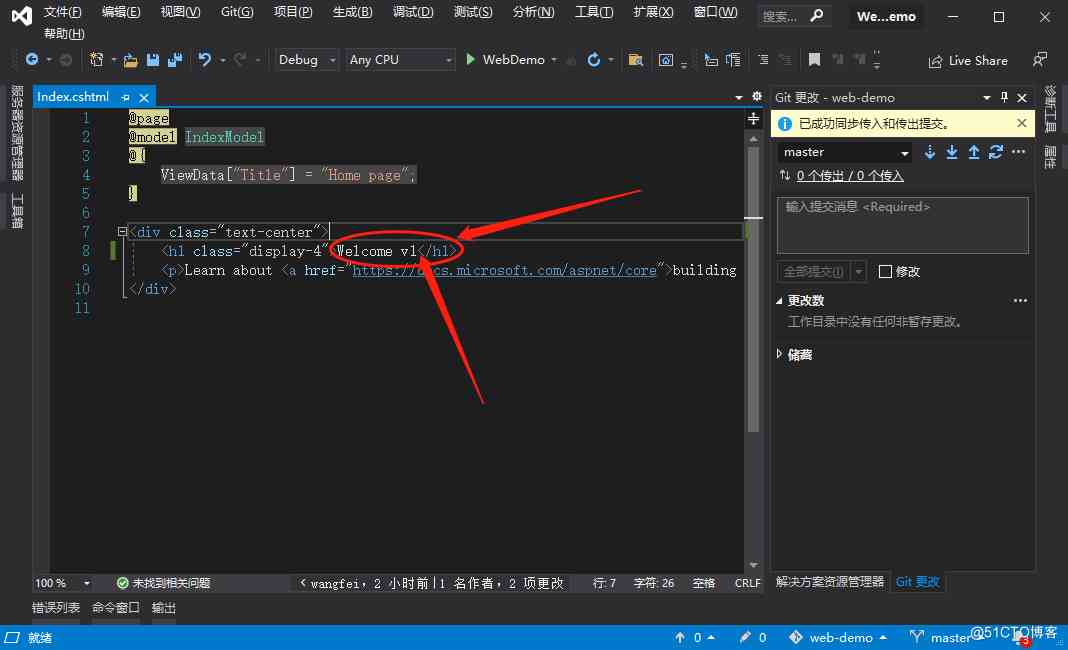 文件(F) 编辑(E) 视图(V) Git(G) 项目(P) 生成(B) 调试(D) 测试(S) 分析(N) 工具(T) 扩展(X) 窗口(W) 搜索... We...emo
帮助(H)
Debug Any CPU WebDemo Live Share
服务器资源管理器
工具箱
Index.cshtml
1 @page
2 @model IndexModel
3 @{
4 ViewData["Title"] = "Home page";
5 }
6
7 <div class="text-center">
8 <h1 class="display-4">Welcome v1</h1>
9 <p>Learn about <a href="https://docs.microsoft.com/aspnet/core">building
10 </div>
11
100 % 未找到相关问题 wangfei，2 小时前|1 名作者，2 项更改 行: 7 字符: 26 空格 CRLF
Git 更改 - web-demo
已成功同步传入和传出提交。
master
0 个传出 / 0 个传入
输入提交消息 <Required>
全部提交(I) 修改
更改数
工作目录中没有任何非暂存更改。
储藏
解决方案资源管理器 Git 更改
诊断工具
属性
错误列表 命令窗口 输出
就绪 0 0 web-demo master 3
@51CTO博客